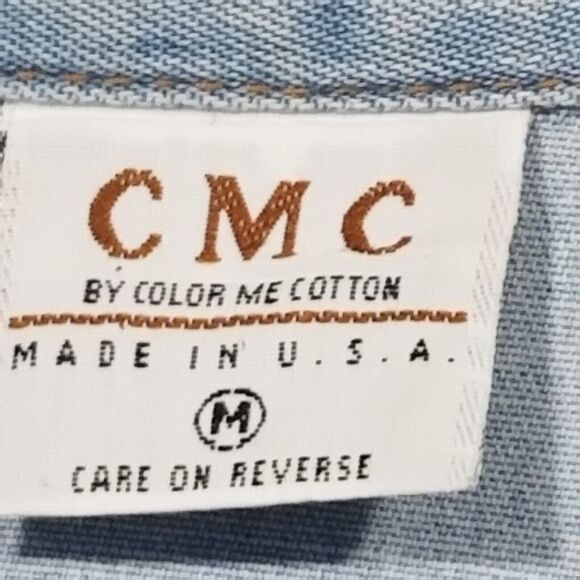 CMC
BY COLOR ME COTTON
MADE IN U.S.A.
M
CARE ON REVERSE